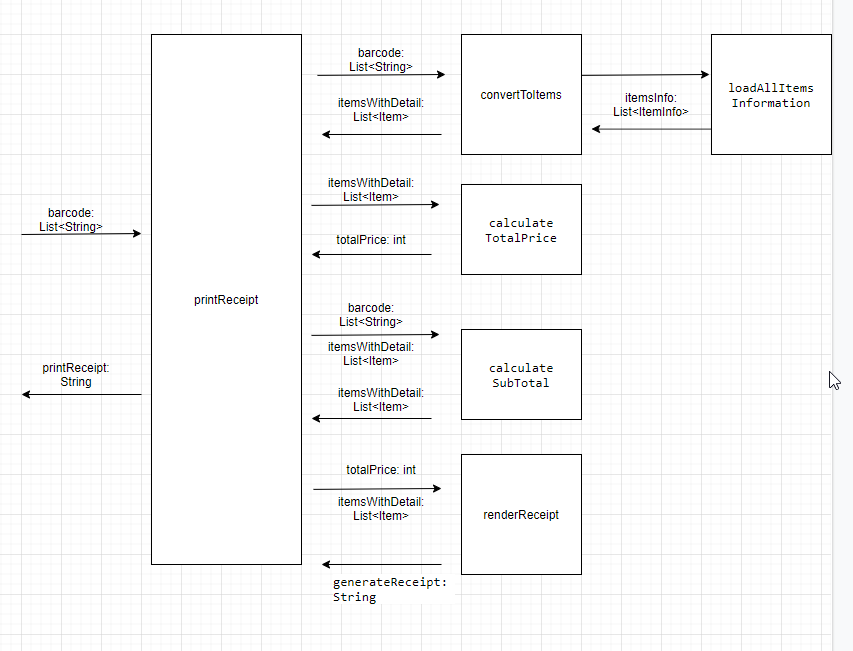 barcode:
List<String>
convertToItems
loadAllItems
Information
itemsWithDetail:
List<Item>
itemsInfo:
List<ItemInfo>
itemsWithDetail:
List<Item>
calculate
TotalPrice
totalPrice: int
barcode:
List<String>
printReceipt
barcode:
List<String>
itemsWithDetail:
List<Item>
calculate
SubTotal
itemsWithDetail:
List<Item>
printReceipt:
String
totalPrice: int
itemsWithDetail:
List<Item>
renderReceipt
generateReceipt:
String